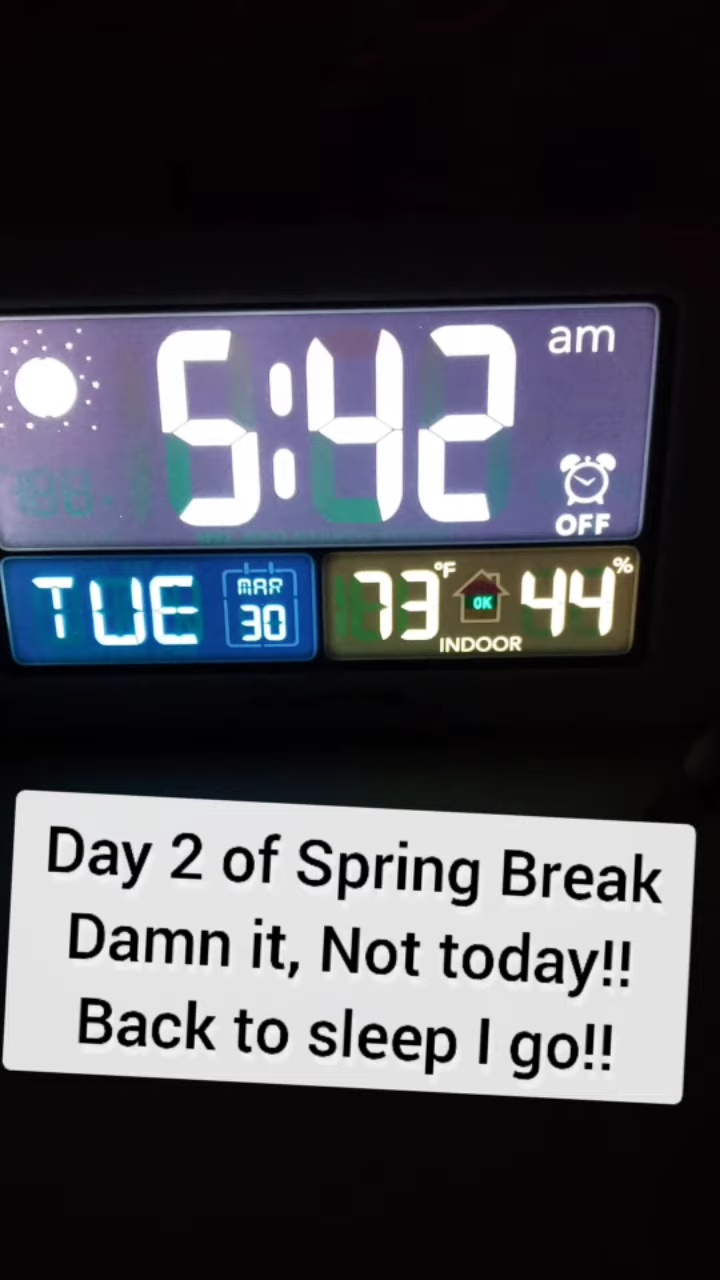 5:42 am
OFF
TUE MAR 30
73 °F OK 44 %
INDOOR
Day 2 of Spring Break
Damn it, Not today!!
Back to sleep I go!!